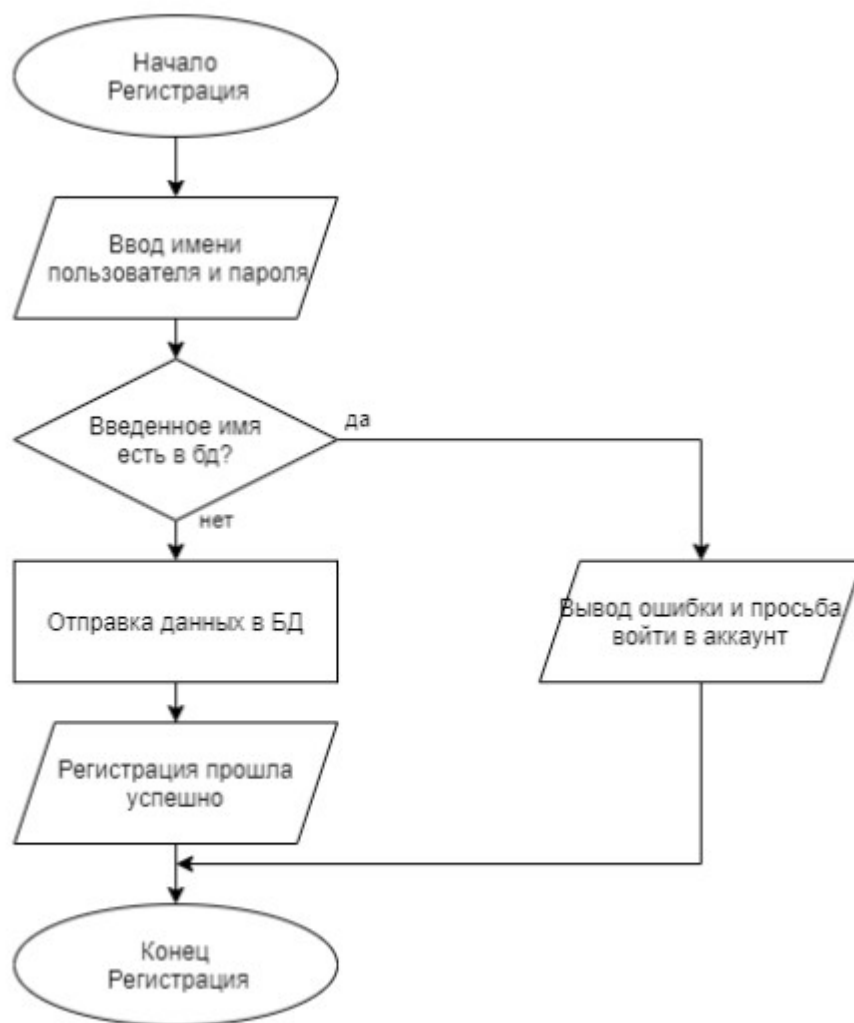 Начало
Регистрация
Ввод имени
пользователя и пароля
Введенное имя
есть в бд?
да
нет
Отправка данных в БД
Вывод ошибки и просьба
войти в аккаунт
Регистрация прошла
успешно
Конец
Регистрация